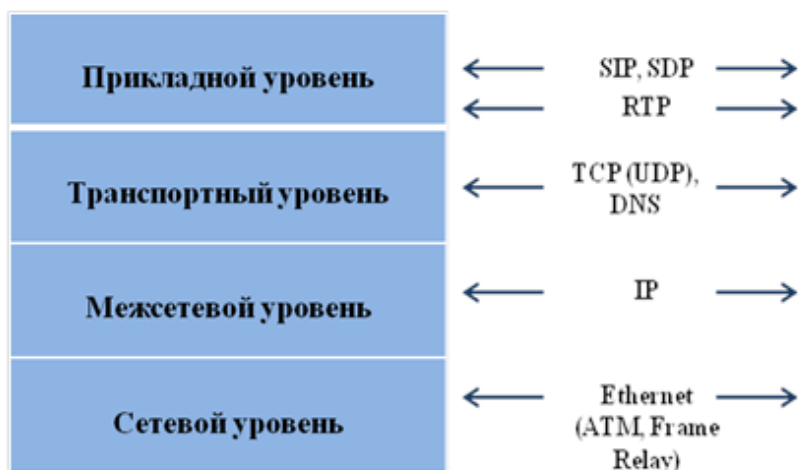 Прикладной уровень
SIP, SDP
RTP
Транспортный уровень
TCP (UDP),
DNS
Межсетевой уровень
IP
Сетевой уровень
Ethernet
(ATM, Frame
Relay)